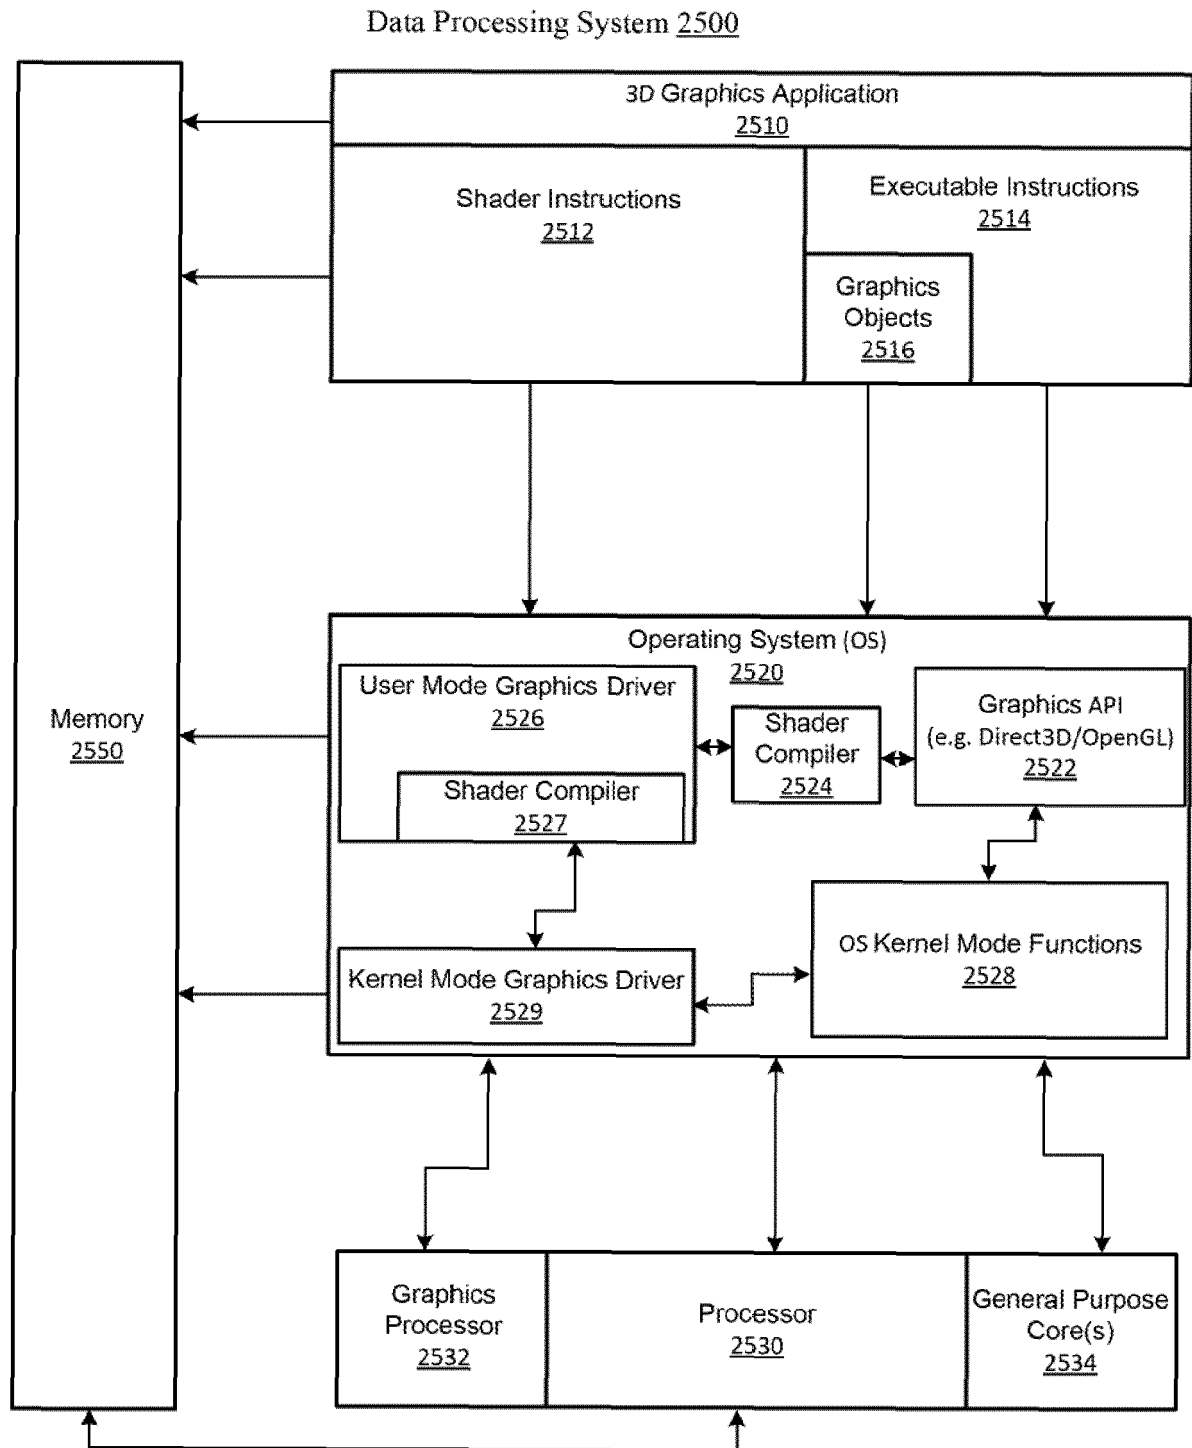 Data Processing System 2500
3D Graphics Application
2510
Shader Instructions
2512
Executable Instructions
2514
Graphics
Objects
2516
Memory
2550
Operating System (OS)
2520
User Mode Graphics Driver
2526
Shader Compiler
2527
Shader
Compiler
2524
Graphics API
(e.g. Direct3D/OpenGL)
2522
Kernel Mode Graphics Driver
2529
OS Kernel Mode Functions
2528
Graphics
Processor
2532
Processor
2530
General Purpose
Core(s)
2534